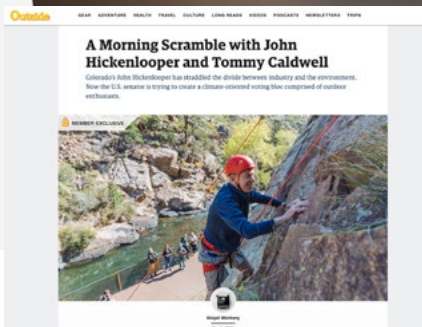 Outside
GEAR ADVENTURE HEALTH TRAVEL CULTURE LONG READS VIDEOS PODCASTS NEWSLETTERS TRIPS
A Morning Scramble with John
Hickenlooper and Tommy Caldwell
Colorado's John Hickenlooper has straddled the divide between industry and the environment.
Now the U.S. senator is trying to create a climate-oriented voting bloc comprised of outdoor
enthusiasts.
MEMBER EXCLUSIVE